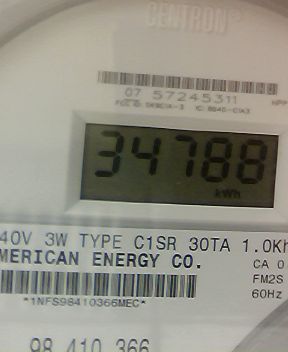 CENTRON®
07 57245311
34788
kWh
40V 3W TYPE C1SR 30TA 1.0Kh
MERICAN ENERGY CO.
CA 0
FM2S
60Hz
*1NFS98410366MEC*
98 410 366